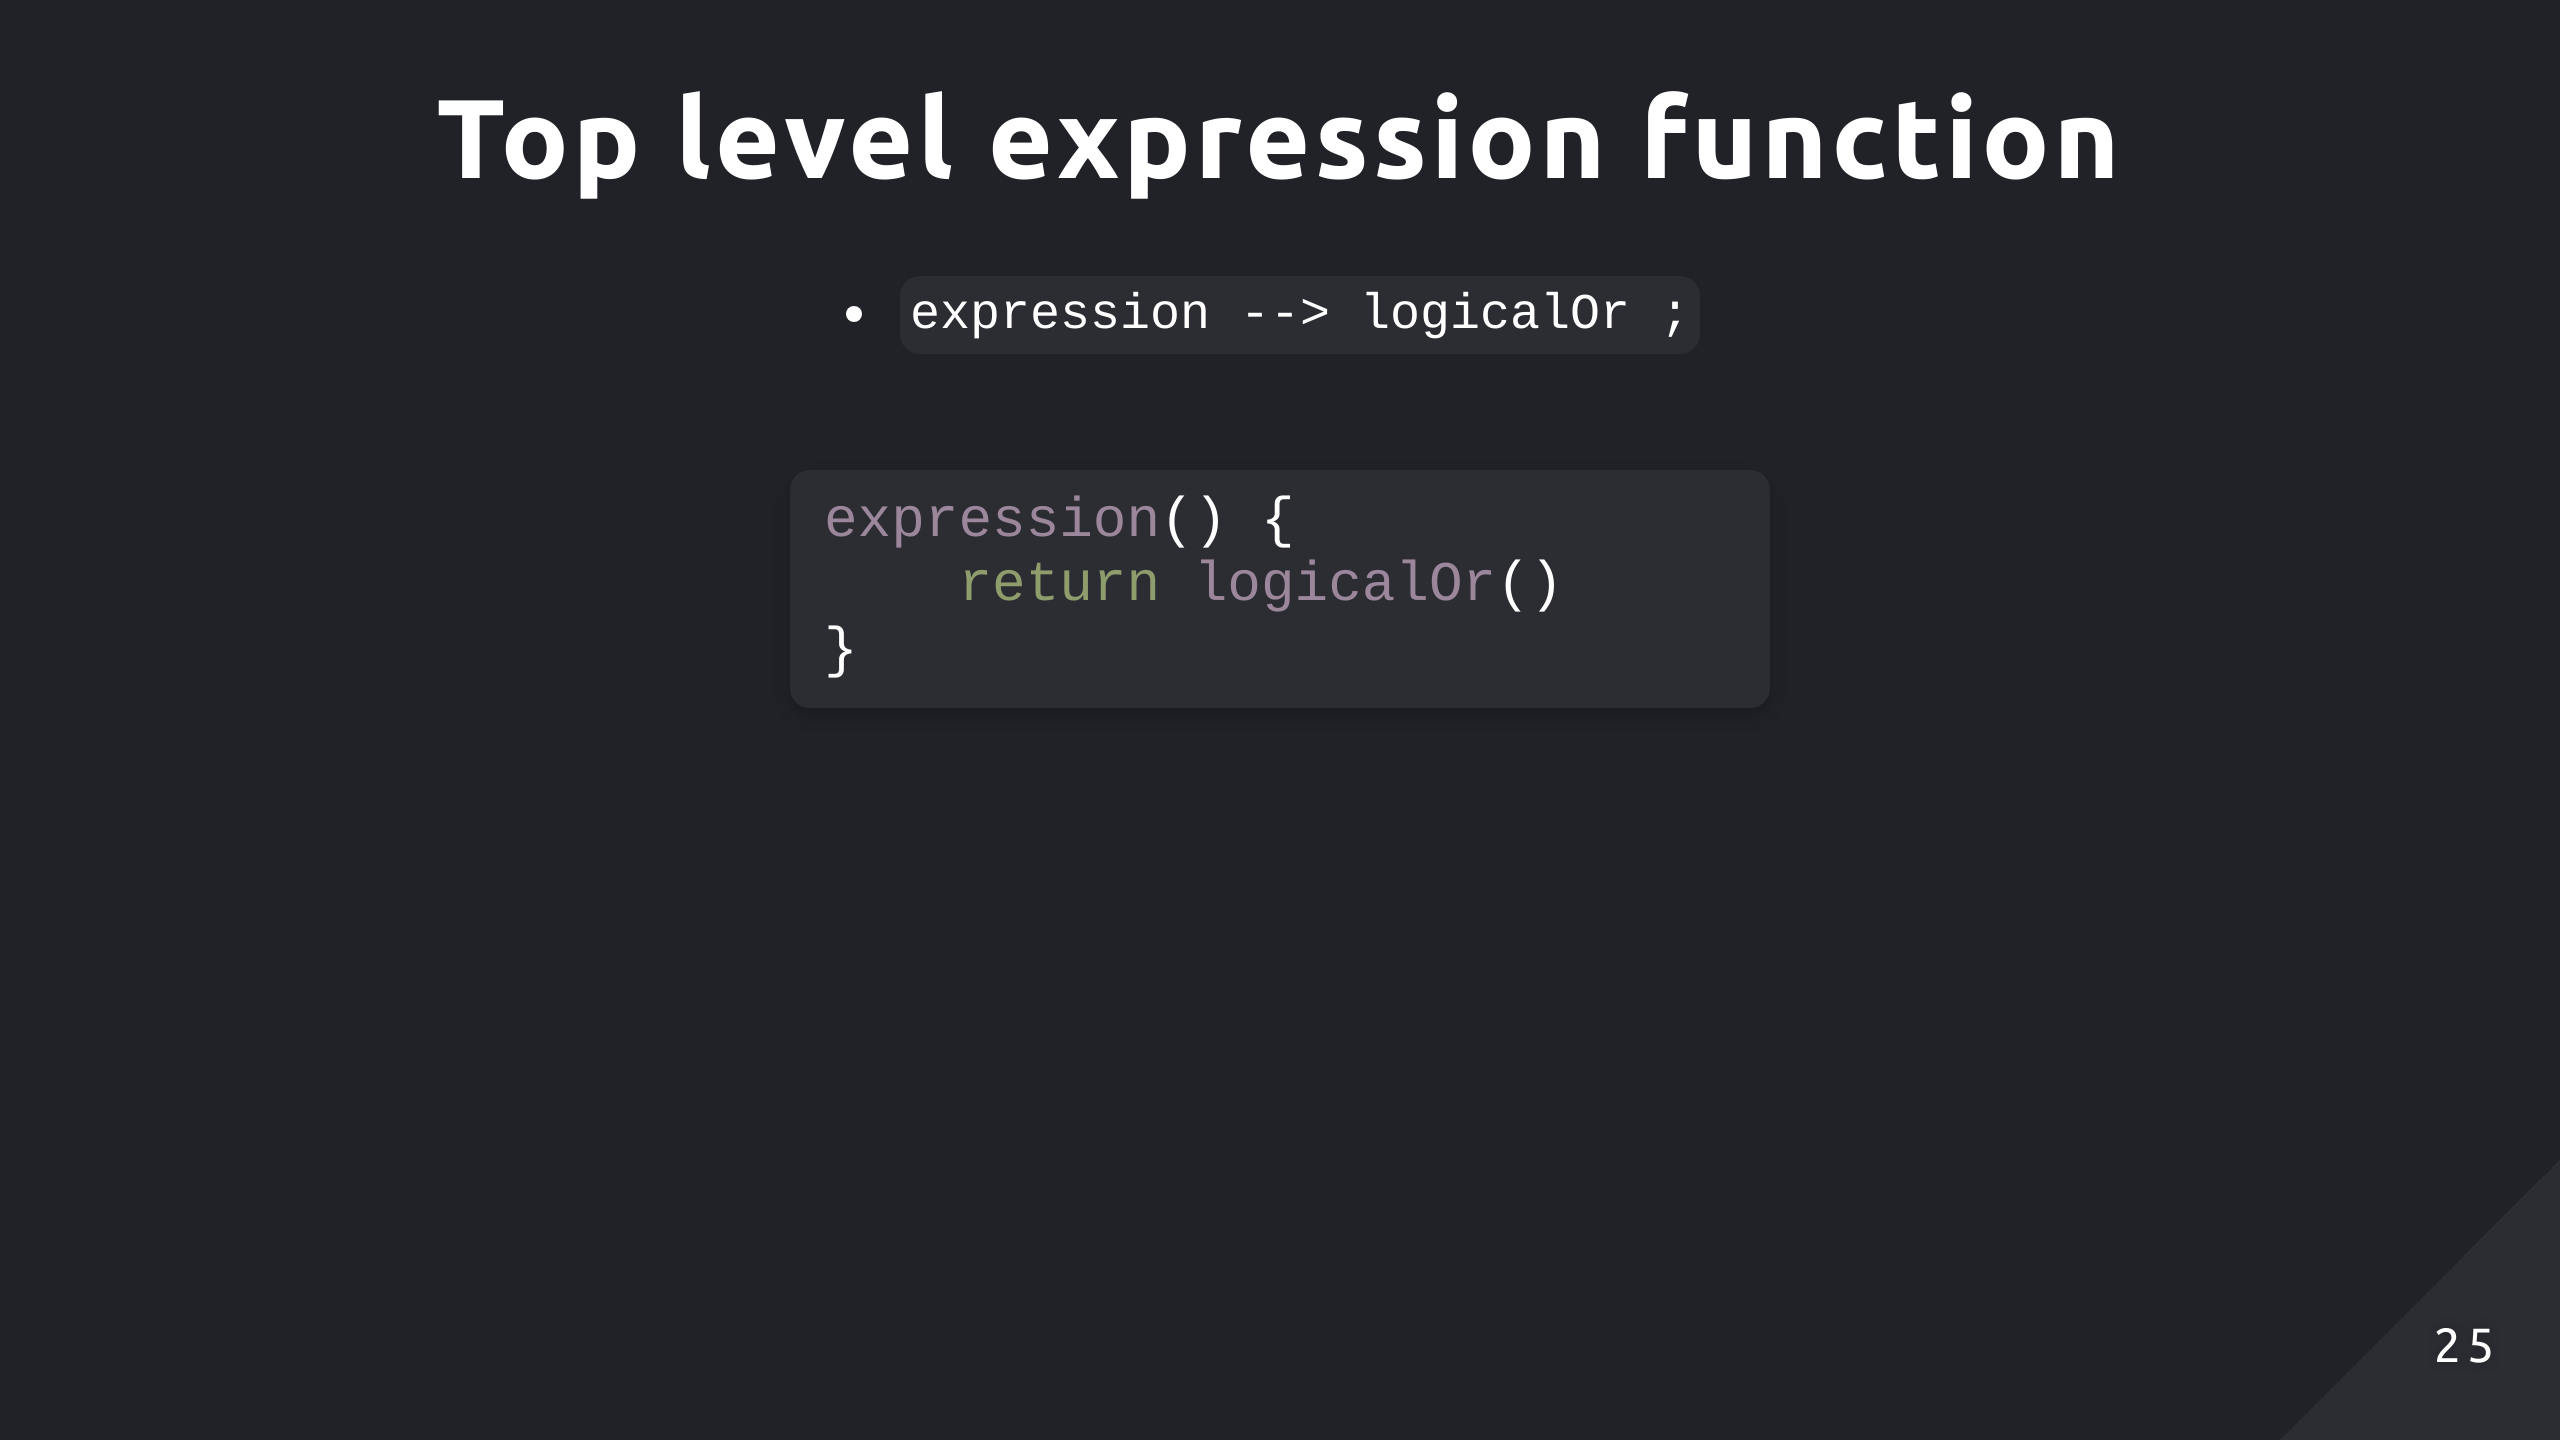 Top level expression function
• expression --> logicalOr ;
expression() {
    return logicalOr()
}
25